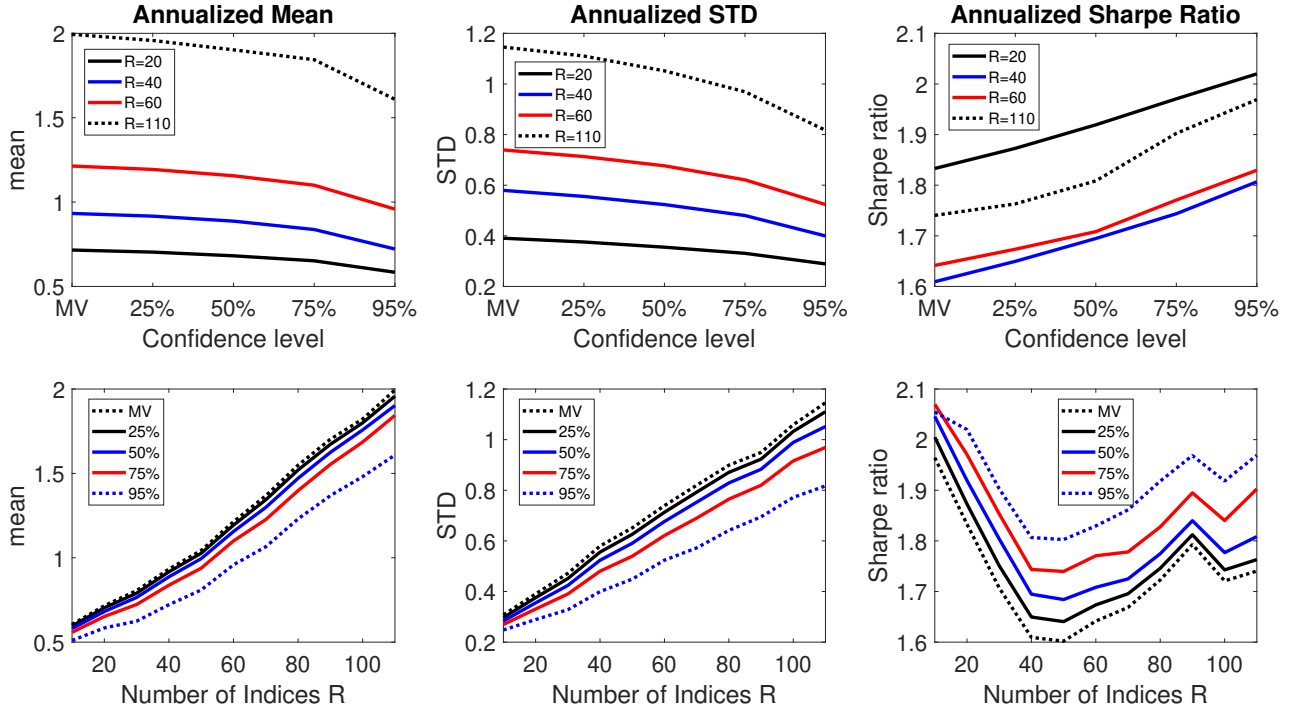 Annualized Mean
2
1.5
1
0.5
mean
R=20
R=40
R=60
R=110
MV 25% 50% 75% 95%
Confidence level
Annualized STD
1.2
1
0.8
0.6
0.4
0.2
STD
R=20
R=40
R=60
R=110
MV 25% 50% 75% 95%
Confidence level
Annualized Sharpe Ratio
2.1
2
1.9
1.8
1.7
1.6
Sharpe ratio
R=20
R=40
R=60
R=110
MV 25% 50% 75% 95%
Confidence level
2
1.5
1
0.5
mean
MV
25%
50%
75%
95%
20 40 60 80 100
Number of Indices R
1.2
1
0.8
0.6
0.4
0.2
STD
MV
25%
50%
75%
95%
20 40 60 80 100
Number of Indices R
2.1
2
1.9
1.8
1.7
1.6
Sharpe ratio
MV
25%
50%
75%
95%
20 40 60 80 100
Number of Indices R